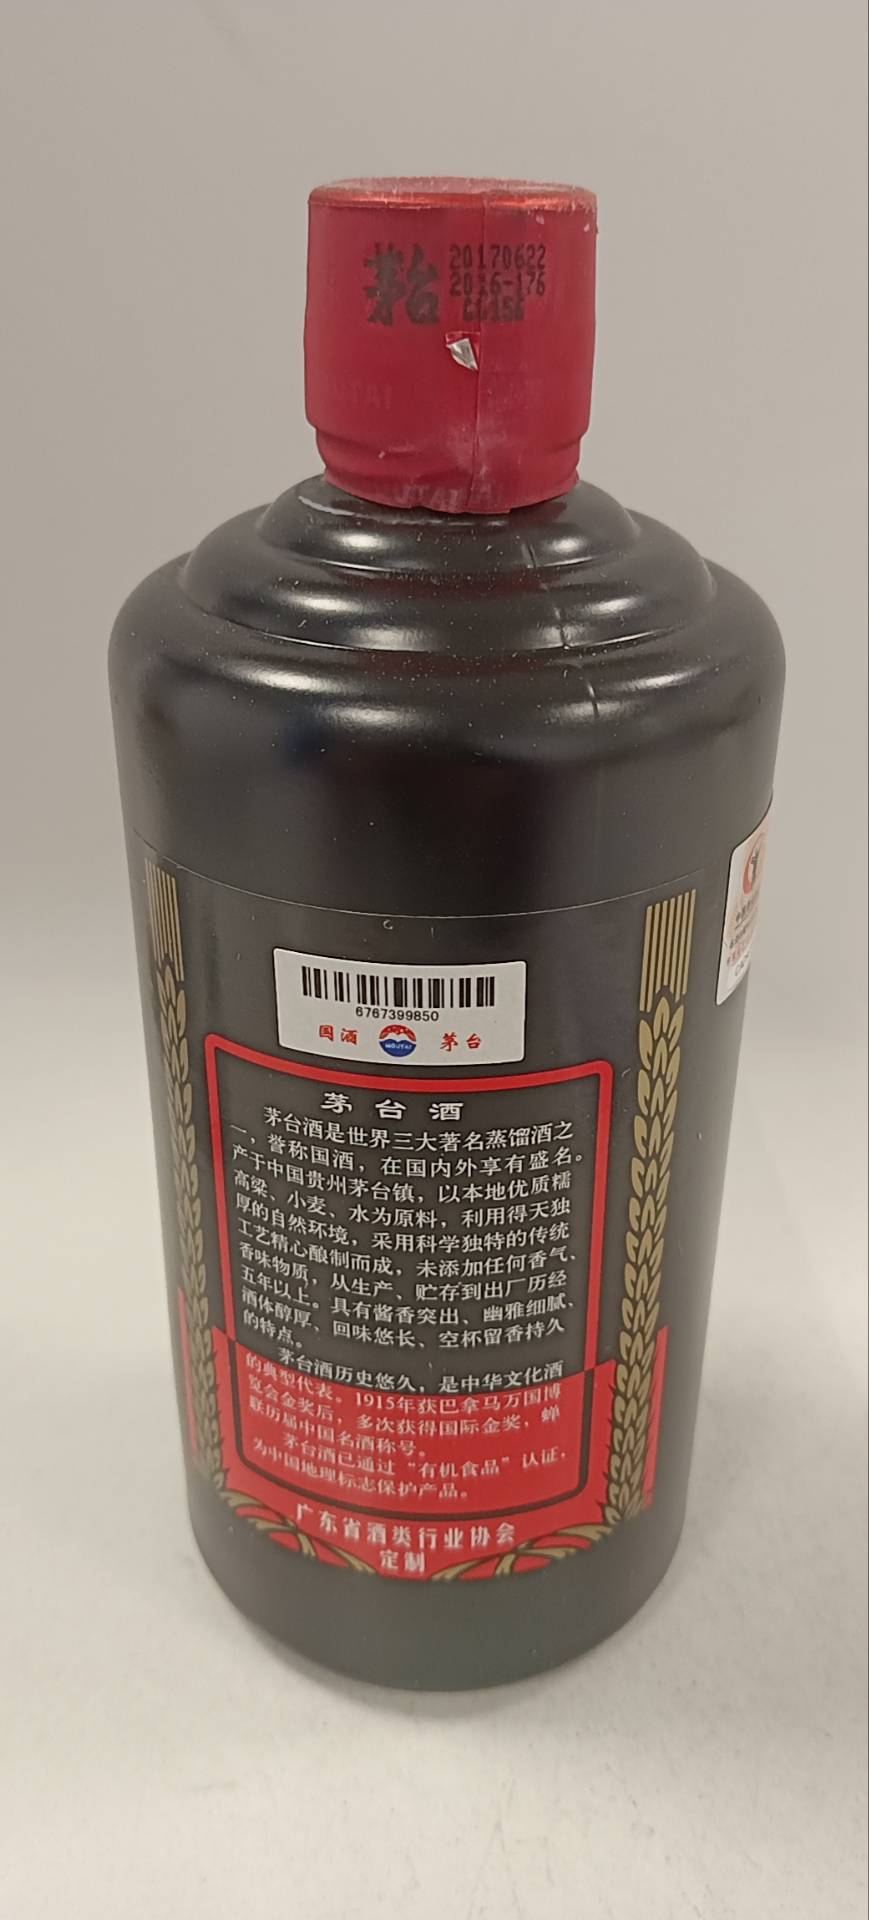 茅台
20170622
2016-176
6767399850
国酒 MOUTAI 茅台
茅台酒
茅台酒是世界三大著名蒸馏酒之
一，誉称国酒，在国内外享有盛名。
产于中国贵州茅台镇，以本地优质糯
高粱、小麦、水为原料，利用得天独
厚的自然环境，采用科学独特的传统
工艺精心酿制而成，未添加任何香气、
香味物质，从生产、贮存到出厂历经
五年以上。具有酱香突出、幽雅细腻、
酒体醇厚、回味悠长、空杯留香持久
的特点。
茅台酒历史悠久，是中华文化酒
的典型代表。1915年获巴拿马万国博
览会金奖后，多次获得国际金奖，蝉
联历届中国名酒称号。
茅台酒已通过“有机食品”认证，
为中国地理标志保护产品。
广东省酒类行业协会
定制